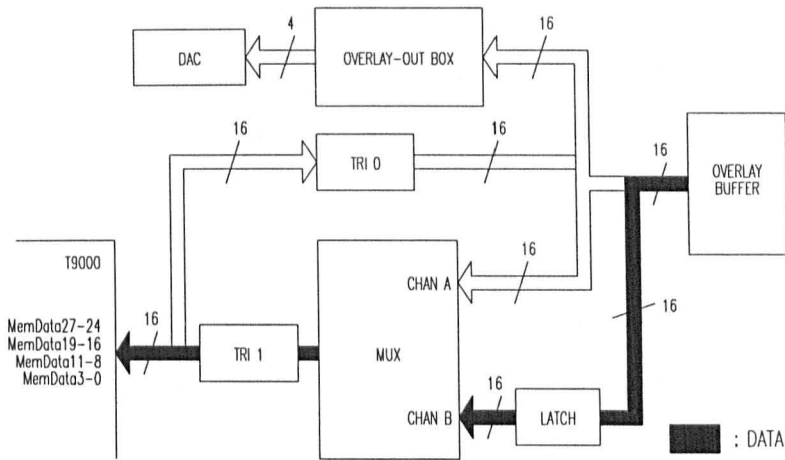 4
16
DAC
OVERLAY-OUT BOX
16
TRI 0
16
16
OVERLAY
BUFFER
T9000
CHAN A
16
16
MemData27-24
MemData19-16
MemData11-8
MemData3-0
16
TRI 1
MUX
CHAN B
16
LATCH
: DATA